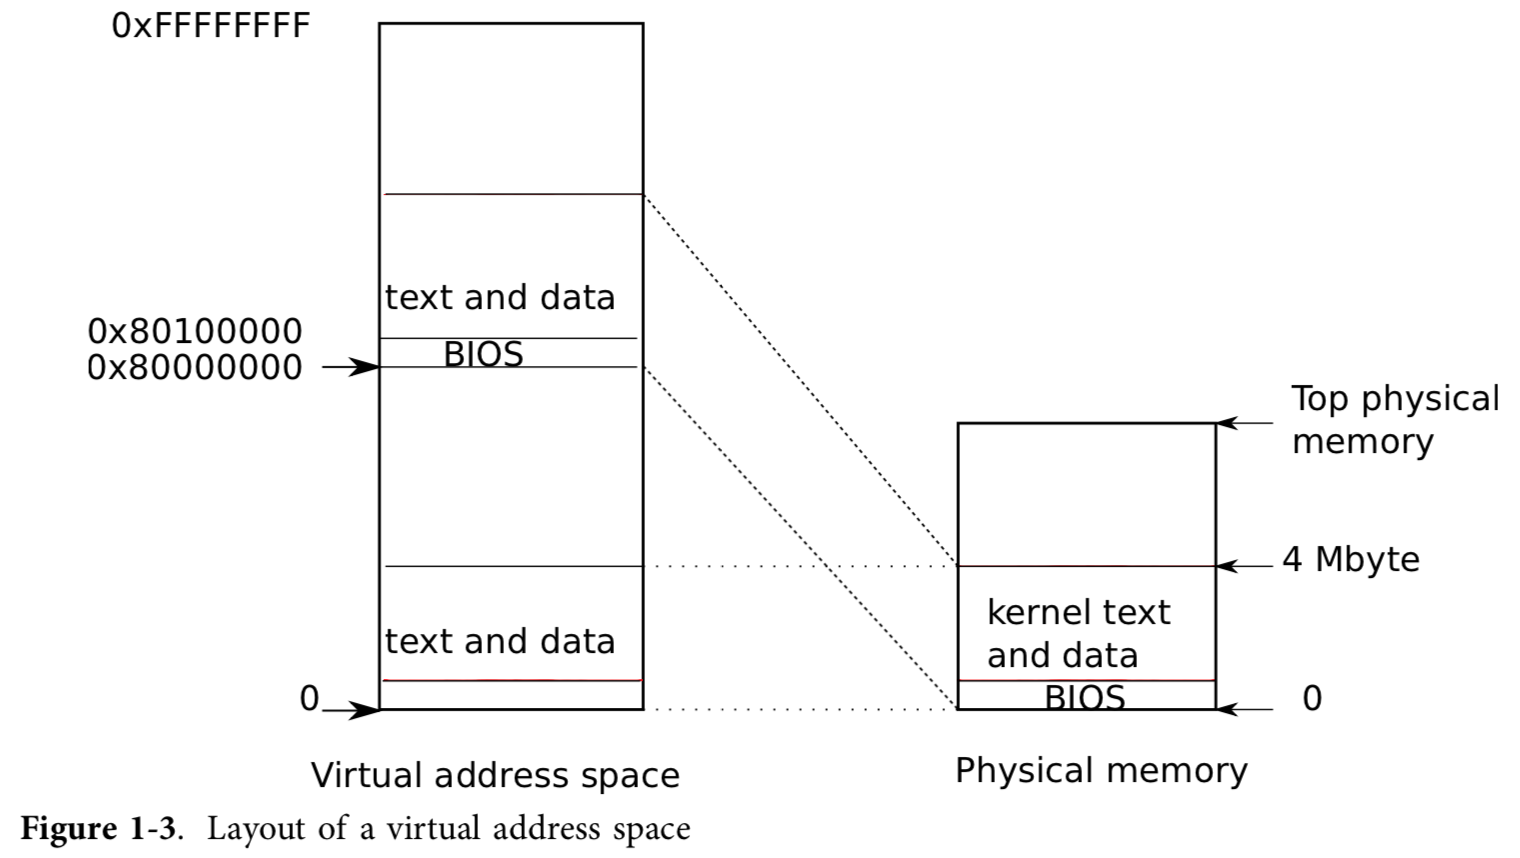 0xFFFFFFFF
text and data
0x80100000
BIOS
0x80000000
Top physical
memory
4 Mbyte
kernel text
and data
text and data
BIOS
0
0
Virtual address space
Physical memory
Figure 1-3. Layout of a virtual address space